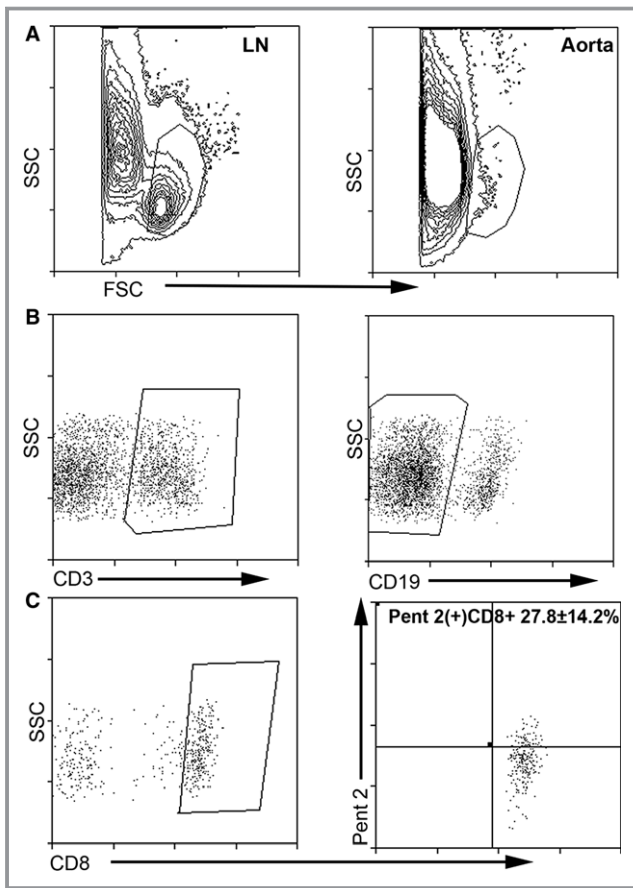 A
LN
Aorta
SSC
SSC
FSC
B
SSC
SSC
CD3
CD19
C
Pent 2(+)CD8+ 27.8±14.2%
SSC
Pent 2
CD8